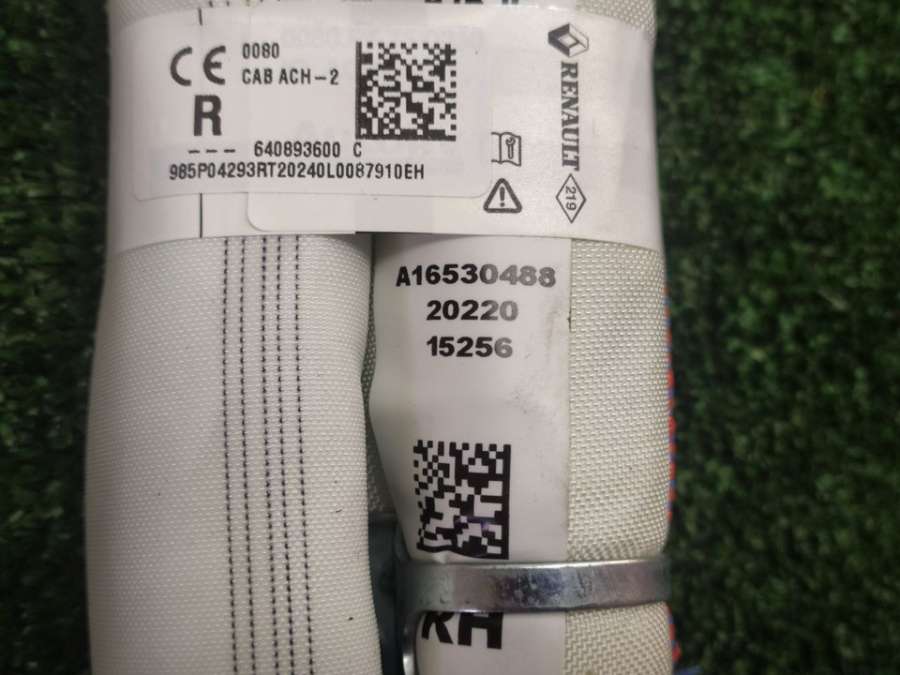 CE 0080
CAB ACH-2
R
--- 640893600 C
985P04293RT20240L0087910EH
RENAULT
219
A16530488
20220
15256
RH